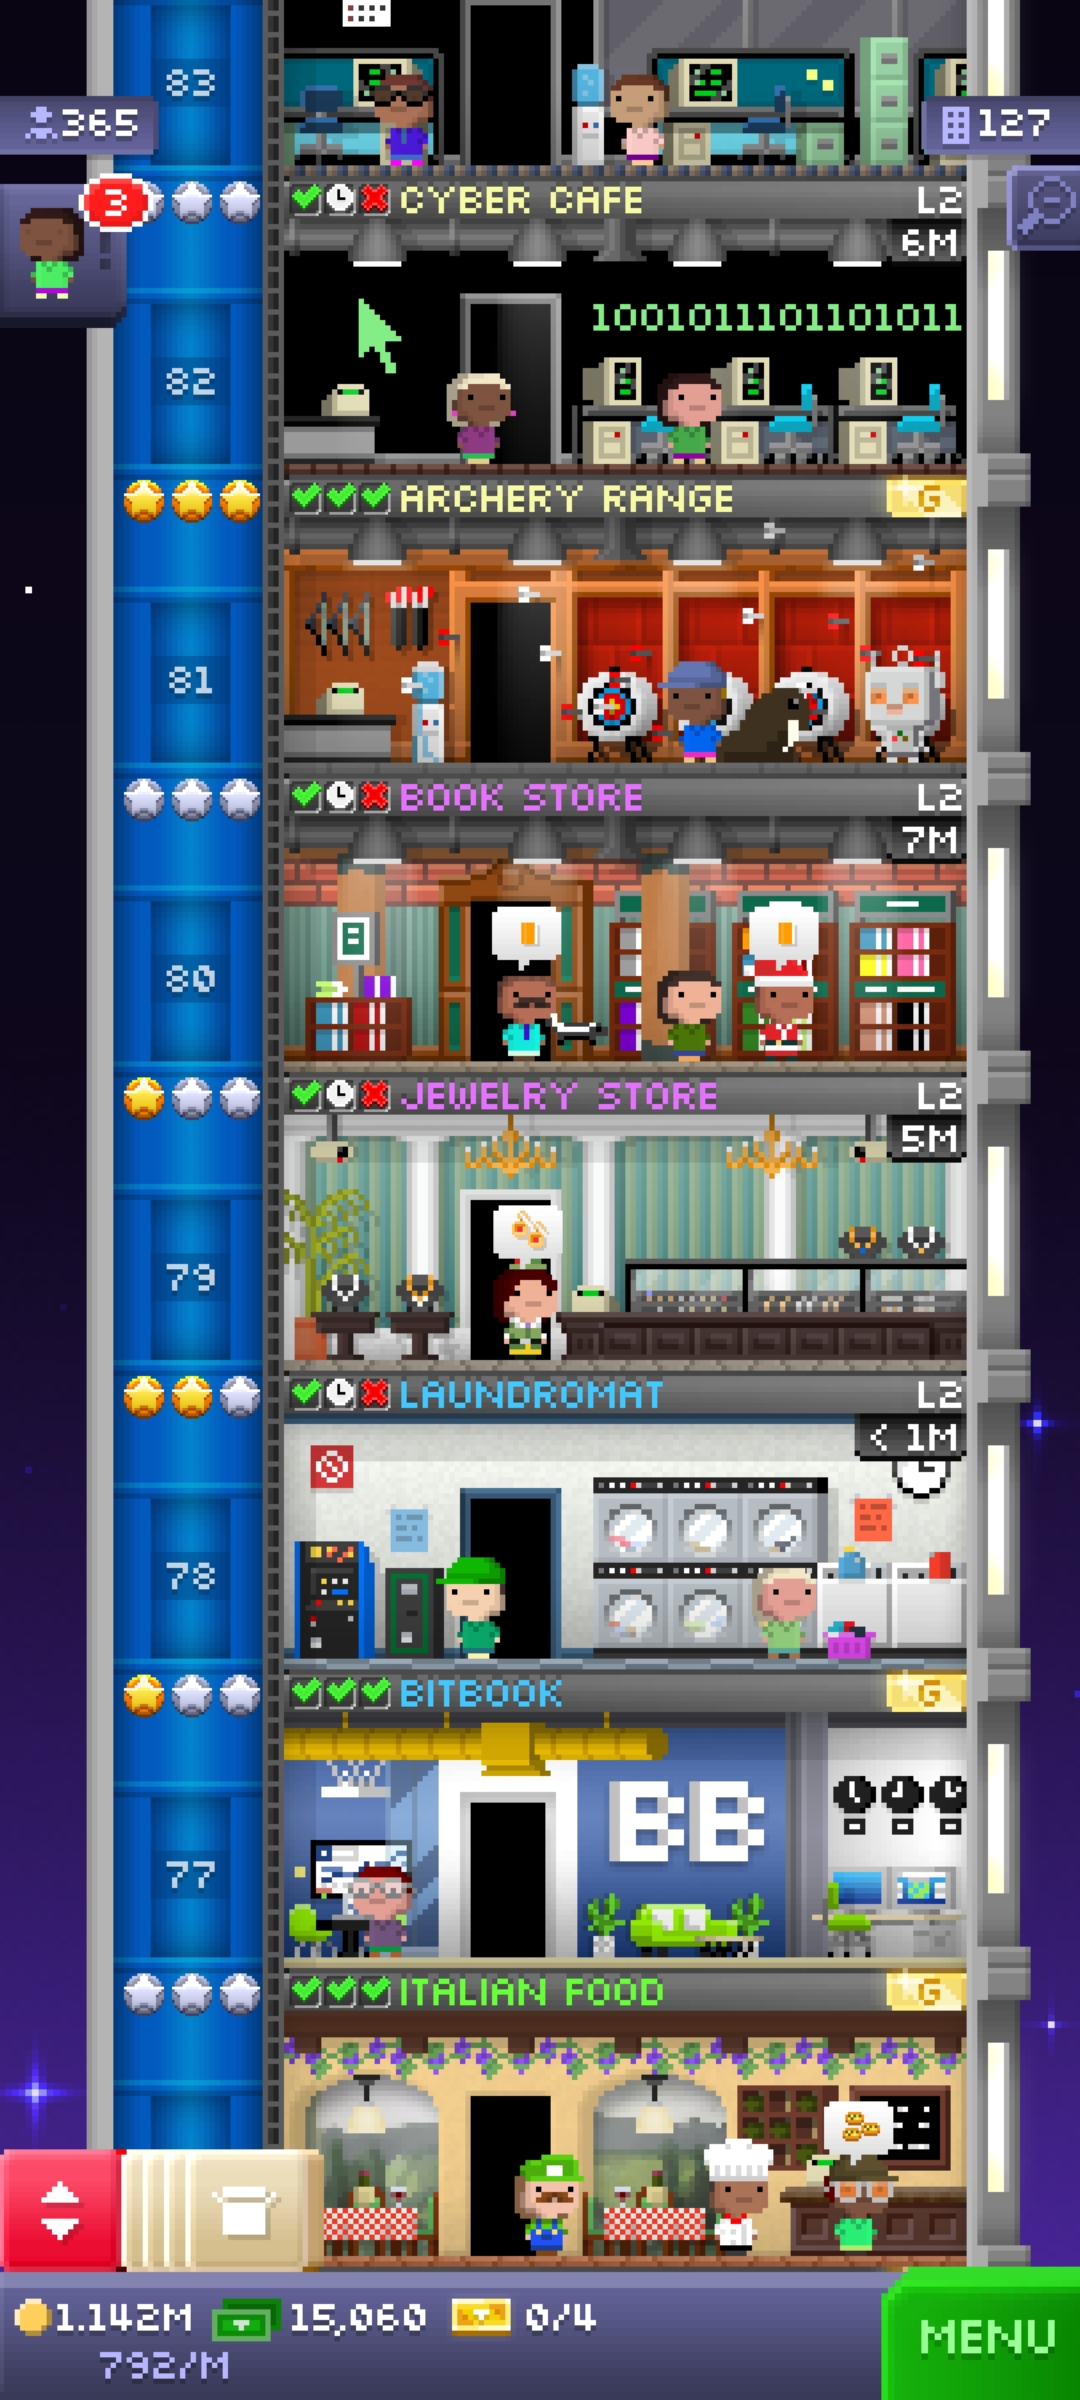 83
365
127
3
CYBER CAFE L2
6M
1001011101101011
82
ARCHERY RANGE G
81
BOOK STORE L2
7M
8
80
JEWELRY STORE L2
5M
79
LAUNDROMAT L2
< 1M
78
BITBOOK G
BB
77
ITALIAN FOOD G
1.142M 15,060 0/4
792/M
MENU